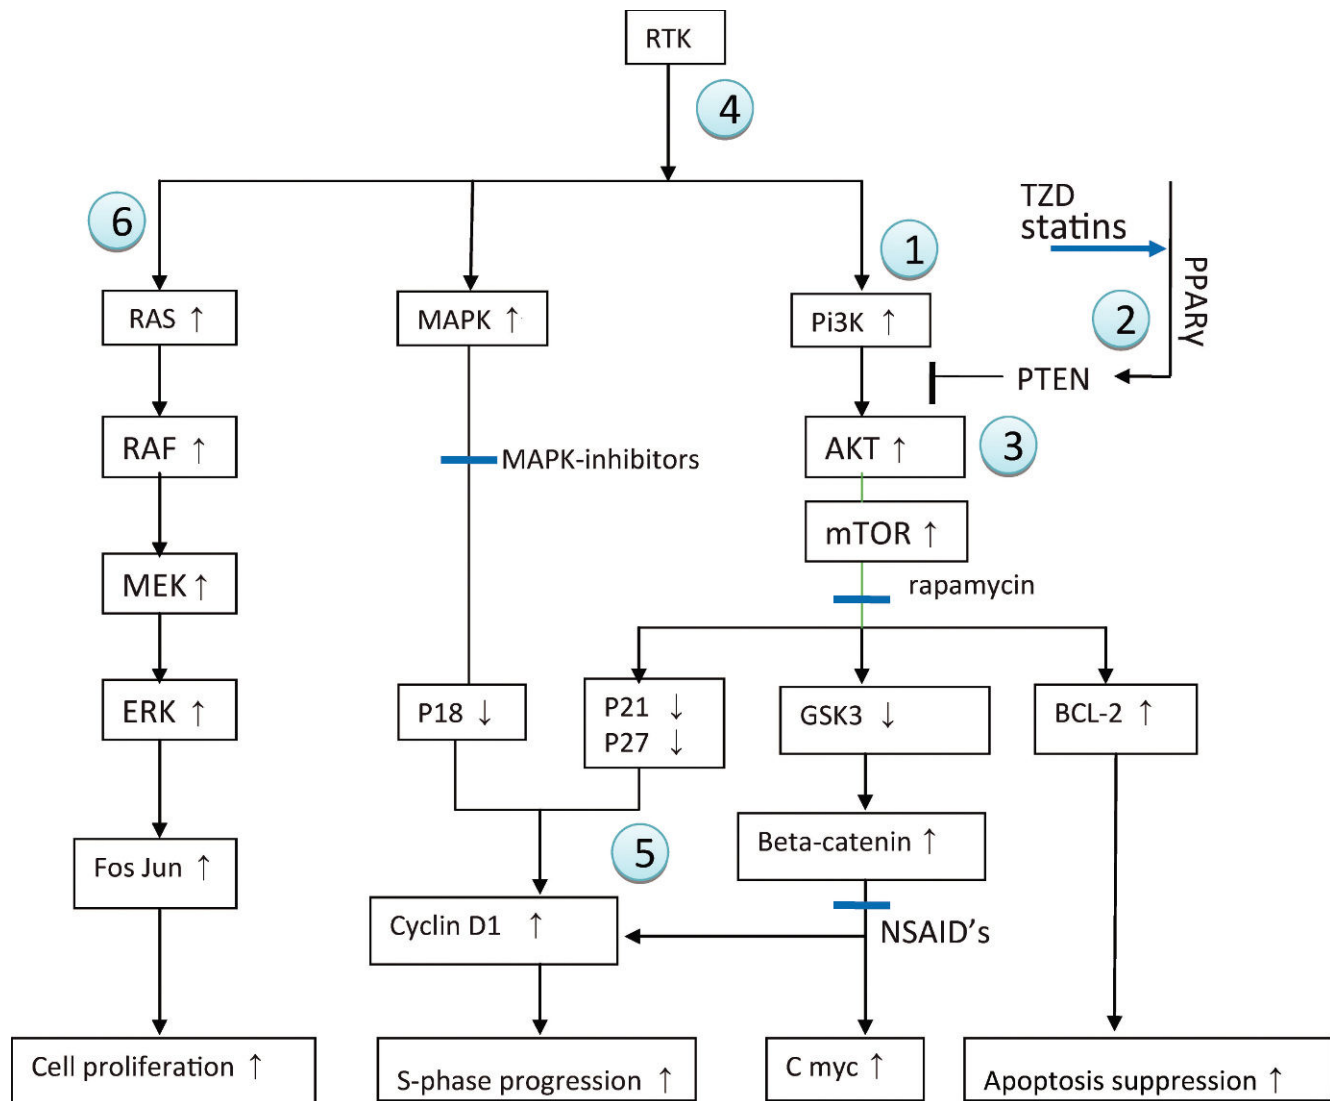 RTK
4
6
TZD
statins
1
PPARγ
2
RAS ↑
MAPK ↑
Pi3K ↑
PTEN
RAF ↑
MAPK-inhibitors
AKT ↑
3
mTOR ↑
MEK ↑
rapamycin
ERK ↑
P18 ↓
P21 ↓
P27 ↓
GSK3 ↓
BCL-2 ↑
Fos Jun ↑
5
Beta-catenin ↑
Cyclin D1 ↑
NSAID's
Cell proliferation ↑
S-phase progression ↑
C myc ↑
Apoptosis suppression ↑